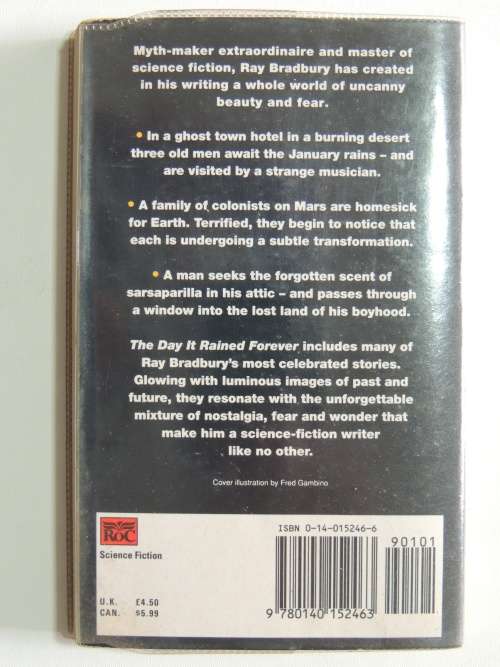 Myth-maker extraordinaire and master of
science fiction, Ray Bradbury has created
in his writing a whole world of uncanny
beauty and fear.
• In a ghost town hotel in a burning desert
three old men await the January rains – and
are visited by a strange musician.
• A family of colonists on Mars are homesick
for Earth. Terrified, they begin to notice that
each is undergoing a subtle transformation.
• A man seeks the forgotten scent of
sarsaparilla in his attic – and passes through
a window into the lost land of his boyhood.
The Day It Rained Forever includes many of
Ray Bradbury's most celebrated stories.
Glowing with luminous images of past and
future, they resonate with the unforgettable
mixture of nostalgia, fear and wonder that
make him a science-fiction writer
like no other.
Cover illustration by Fred Gambino
RoC
Science Fiction
U.K. £4.50
CAN. $5.99
ISBN 0-14-015246-6
90101
9 780140 152463